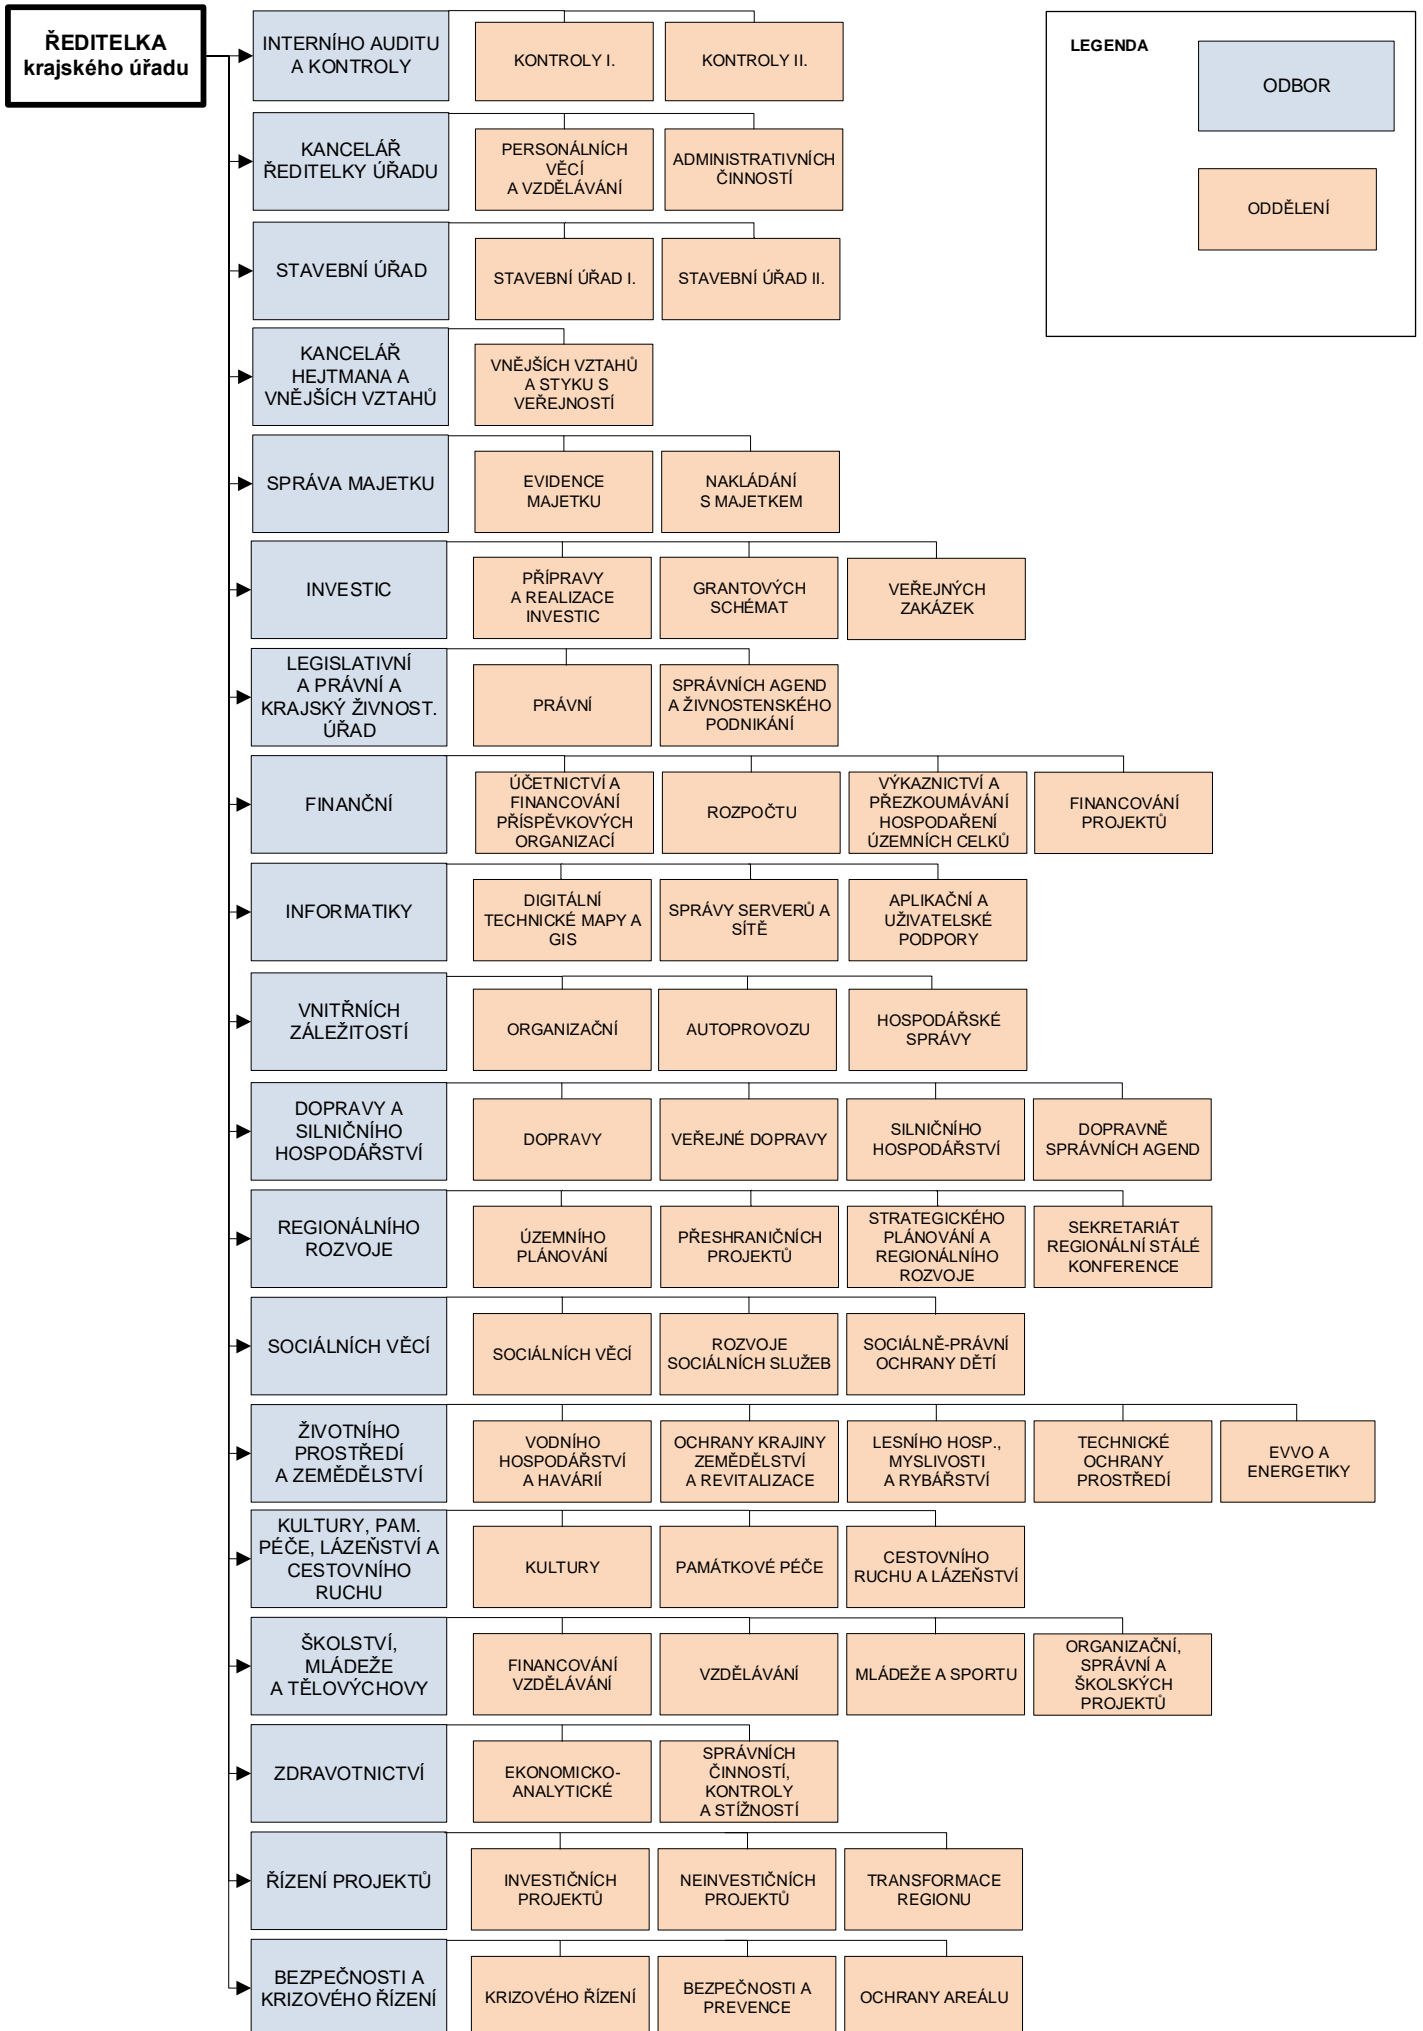 ŘEDITELKA
krajského úřadu
LEGENDA
ODBOR
ODDĚLENÍ
INTERNÍHO AUDITU
A KONTROLY
KONTROLY I.
KONTROLY II.
KANCELÁŘ
ŘEDITELKY ÚŘADU
PERSONÁLNÍCH
VĚCÍ
A VZDĚLÁVÁNÍ
ADMINISTRATIVNÍCH
ČINNOSTÍ
STAVEBNÍ ÚŘAD
STAVEBNÍ ÚŘAD I.
STAVEBNÍ ÚŘAD II.
KANCELÁŘ
HEJTMANA A
VNĚJŠÍCH VZTAHŮ
VNĚJŠÍCH VZTAHŮ
A STYKU S
VEŘEJNOSTÍ
SPRÁVA MAJETKU
EVIDENCE
MAJETKU
NAKLÁDÁNÍ
S MAJETKEM
INVESTIC
PŘÍPRAVY
A REALIZACE
INVESTIC
GRANTOVÝCH
SCHÉMAT
VEŘEJNÝCH
ZAKÁZEK
LEGISLATIVNÍ
A PRÁVNÍ A
KRAJSKÝ ŽIVNOST.
ÚŘAD
PRÁVNÍ
SPRÁVNÍCH AGEND
A ŽIVNOSTENSKÉHO
PODNIKÁNÍ
FINANČNÍ
ÚČETNICTVÍ A
FINANCOVÁNÍ
PŘÍSPĚVKOVÝCH
ORGANIZACÍ
ROZPOČTU
VÝKAZNICTVÍ A
PŘEZKOUMÁVÁNÍ
HOSPODAŘENÍ
ÚZEMNÍCH CELKŮ
FINANCOVÁNÍ
PROJEKTŮ
INFORMATIKY
DIGITÁLNÍ
TECHNICKÉ MAPY A
GIS
SPRÁVY SERVERŮ A
SÍTĚ
APLIKAČNÍ A
UŽIVATELSKÉ
PODPORY
VNITŘNÍCH
ZÁLEŽITOSTÍ
ORGANIZAČNÍ
AUTOPROVOZU
HOSPODÁŘSKÉ
SPRÁVY
DOPRAVY A
SILNIČNÍHO
HOSPODÁŘSTVÍ
DOPRAVY
VEŘEJNÉ DOPRAVY
SILNIČNÍHO
HOSPODÁŘSTVÍ
DOPRAVNĚ
SPRÁVNÍCH AGEND
REGIONÁLNÍHO
ROZVOJE
ÚZEMNÍHO
PLÁNOVÁNÍ
PŘESHRANIČNÍCH
PROJEKTŮ
STRATEGICKÉHO
PLÁNOVÁNÍ A
REGIONÁLNÍHO
ROZVOJE
SEKRETARIÁT
REGIONÁLNÍ STÁLÉ
KONFERENCE
SOCIÁLNÍCH VĚCÍ
SOCIÁLNÍCH VĚCÍ
ROZVOJE
SOCIÁLNÍCH SLUŽEB
SOCIÁLNĚ-PRÁVNÍ
OCHRANY DĚTÍ
ŽIVOTNÍHO
PROSTŘEDÍ
A ZEMĚDĚLSTVÍ
VODNÍHO
HOSPODÁŘSTVÍ
A HAVÁRIÍ
OCHRANY KRAJINY
ZEMĚDĚLSTVÍ
A REVITALIZACE
LESNÍHO HOSP.,
MYSLIVOSTI
A RYBÁŘSTVÍ
TECHNICKÉ
OCHRANY
PROSTŘEDÍ
EVVO A
ENERGETIKY
KULTURY, PAM.
PÉČE, LÁZEŇSTVÍ A
CESTOVNÍHO
RUCHU
KULTURY
PAMÁTKOVÉ PÉČE
CESTOVNÍHO
RUCHU A LÁZEŇSTVÍ
ŠKOLSTVÍ,
MLÁDEŽE
A TĚLOVÝCHOVY
FINANCOVÁNÍ
VZDĚLÁVÁNÍ
VZDĚLÁVÁNÍ
MLÁDEŽE A SPORTU
ORGANIZAČNÍ,
SPRÁVNÍ A
ŠKOLSKÝCH
PROJEKTŮ
ZDRAVOTNICTVÍ
EKONOMICKO-
ANALYTICKÉ
SPRÁVNÍCH
ČINNOSTÍ,
KONTROLY
A STÍŽNOSTÍ
ŘÍZENÍ PROJEKTŮ
INVESTIČNÍCH
PROJEKTŮ
NEINVESTIČNÍCH
PROJEKTŮ
TRANSFORMACE
REGIONU
BEZPEČNOSTI A
KRIZOVÉHO ŘÍZENÍ
KRIZOVÉHO ŘÍZENÍ
BEZPEČNOSTI A
PREVENCE
OCHRANY AREÁLU